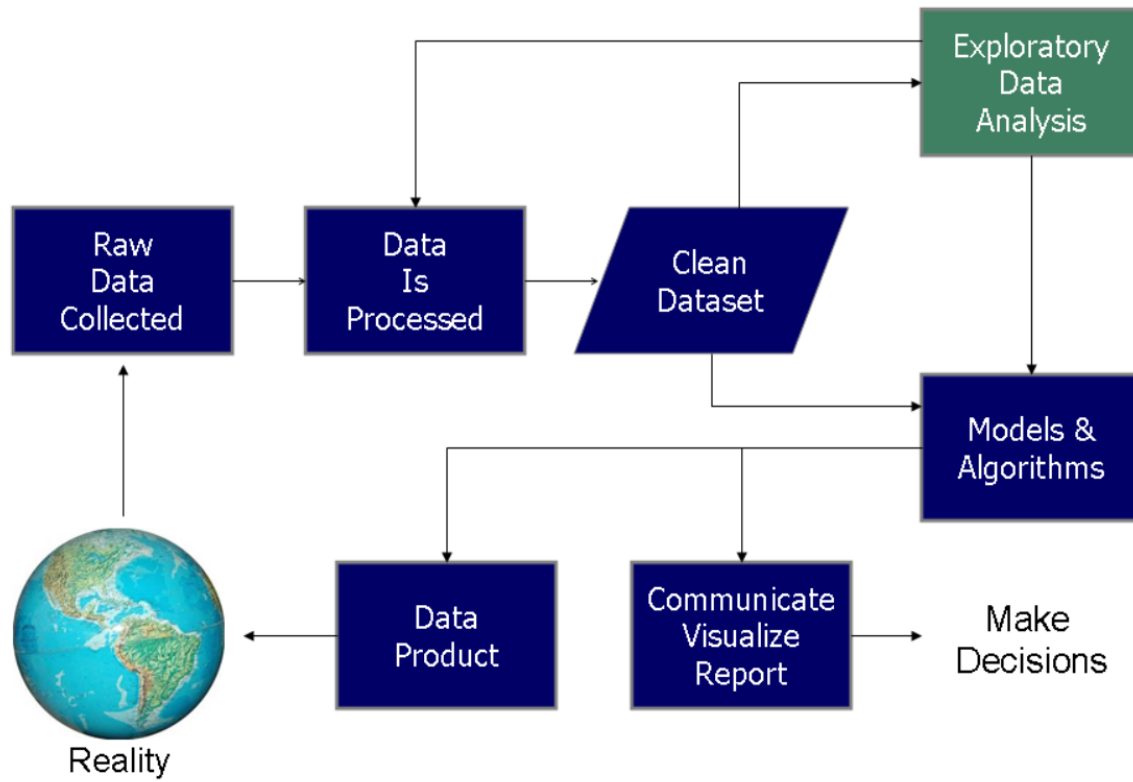 Exploratory
Data
Analysis
Raw
Data
Collected
Data
Is
Processed
Clean
Dataset
Models &
Algorithms
Data
Product
Communicate
Visualize
Report
Make
Decisions
Reality